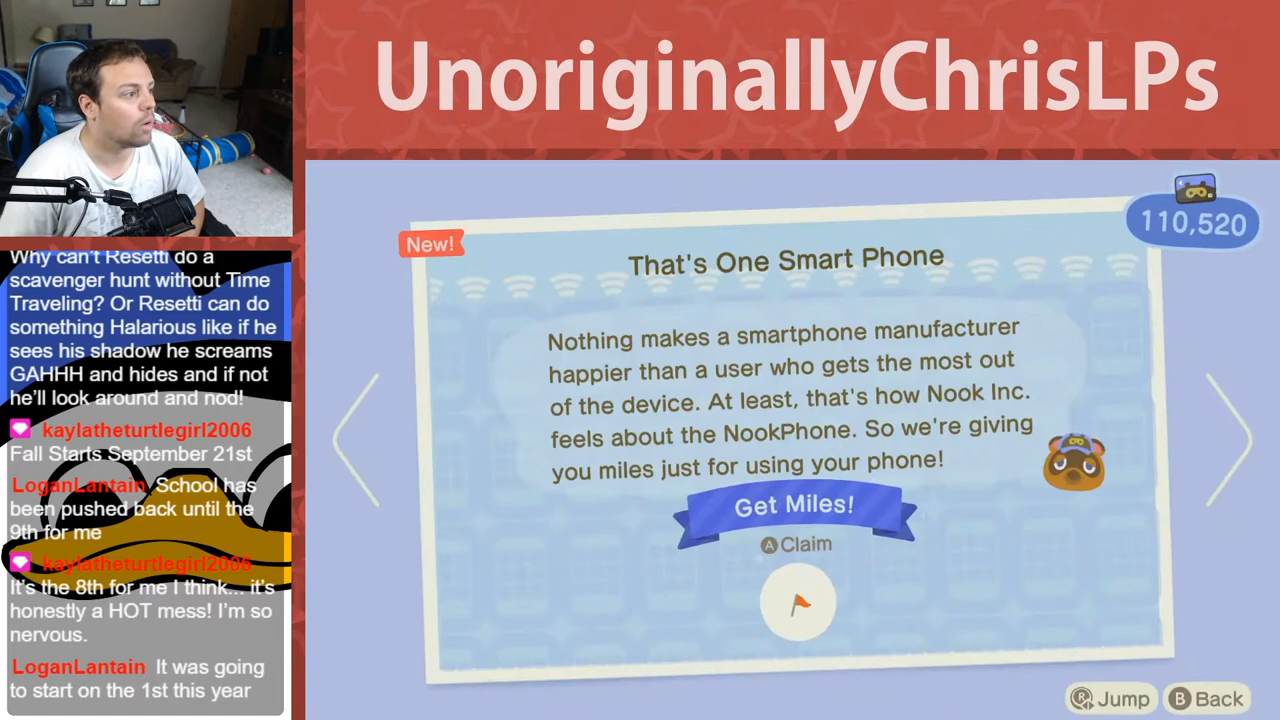 UnoriginallyChrisLPs
Why can't Resetti do a
scavenger hunt without Time
Traveling? Or Resetti can do
something Halarious like if he
sees his shadow he screams
GAHHH and hides and if not
he'll look around and nod!
kaylatheturtlegirl2006
Fall Starts September 21st
LoganLantain School has
been pushed back until the
9th for me
kaylatheturtlegirl2006
It's the 8th for me I think... it's
honestly a HOT mess! I'm so
nervous.
LoganLantain It was going
to start on the 1st this year
110,520
New!
That's One Smart Phone
Nothing makes a smartphone manufacturer
happier than a user who gets the most out
of the device. At least, that's how Nook Inc.
feels about the NookPhone. So we're giving
you miles just for using your phone!
Get Miles!
A Claim
R Jump B Back